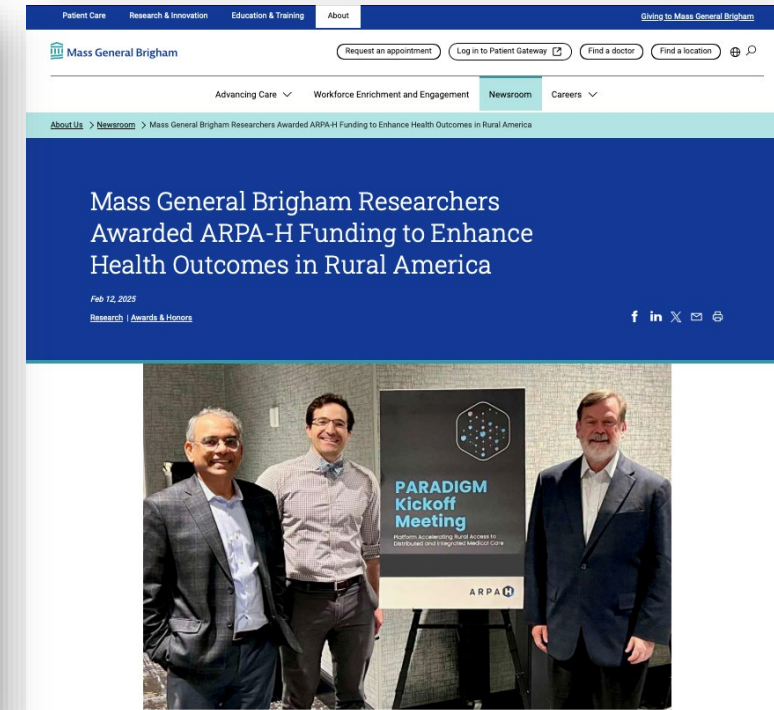 Patient Care Research & Innovation Education & Training About Giving to Mass General Brigham
Mass General Brigham Request an appointment Log in to Patient Gateway Find a doctor Find a location
Advancing Care Workforce Enrichment and Engagement Newsroom Careers
About Us > Newsroom > Mass General Brigham Researchers Awarded ARPA-H Funding to Enhance Health Outcomes in Rural America
Mass General Brigham Researchers
Awarded ARPA-H Funding to Enhance
Health Outcomes in Rural America
Feb 12, 2025
Research | Awards & Honors
PARADIGM
Kickoff
Meeting
Platform Accelerating Rural Access to
Distributed and Integrated Medical Care
ARPA H